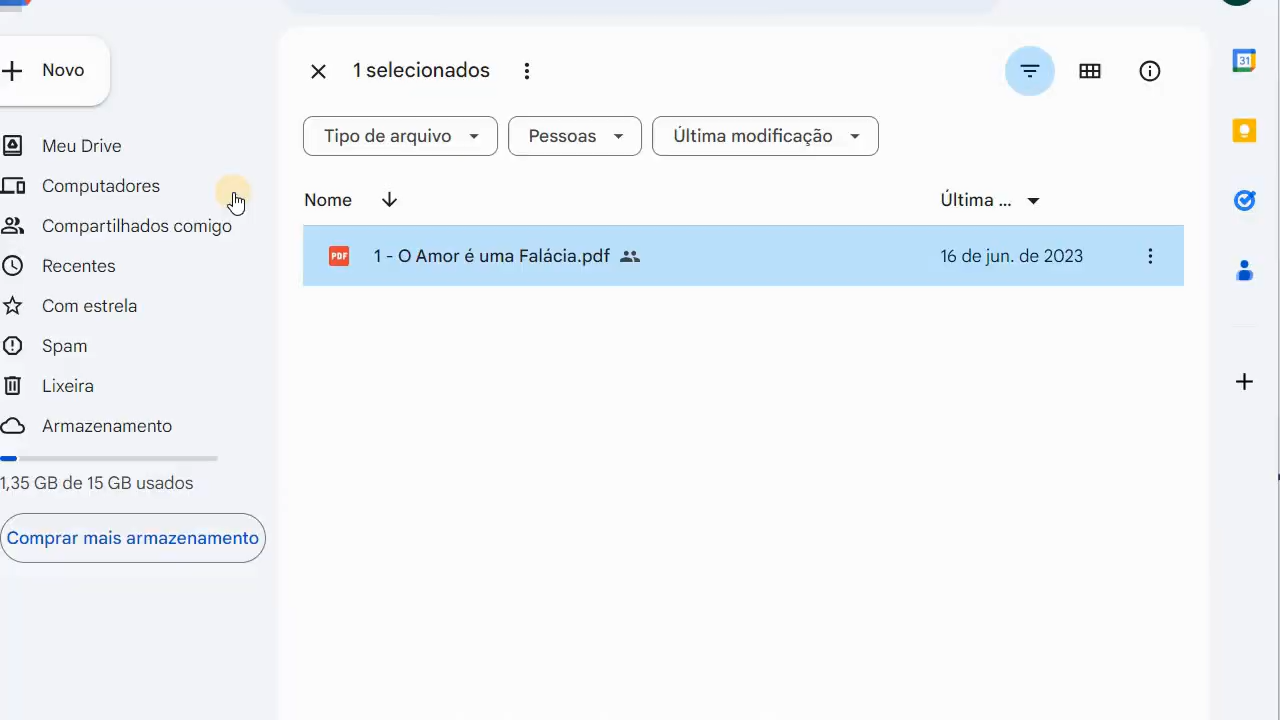 Novo
Meu Drive
Computadores
Compartilhados comigo
Recentes
Com estrela
Spam
Lixeira
Armazenamento
1,35 GB de 15 GB usados
Comprar mais armazenamento
1 selecionados
Tipo de arquivo
Pessoas
Última modificação
Nome
Última ...
PDF
1 - O Amor é uma Falácia.pdf
16 de jun. de 2023
31